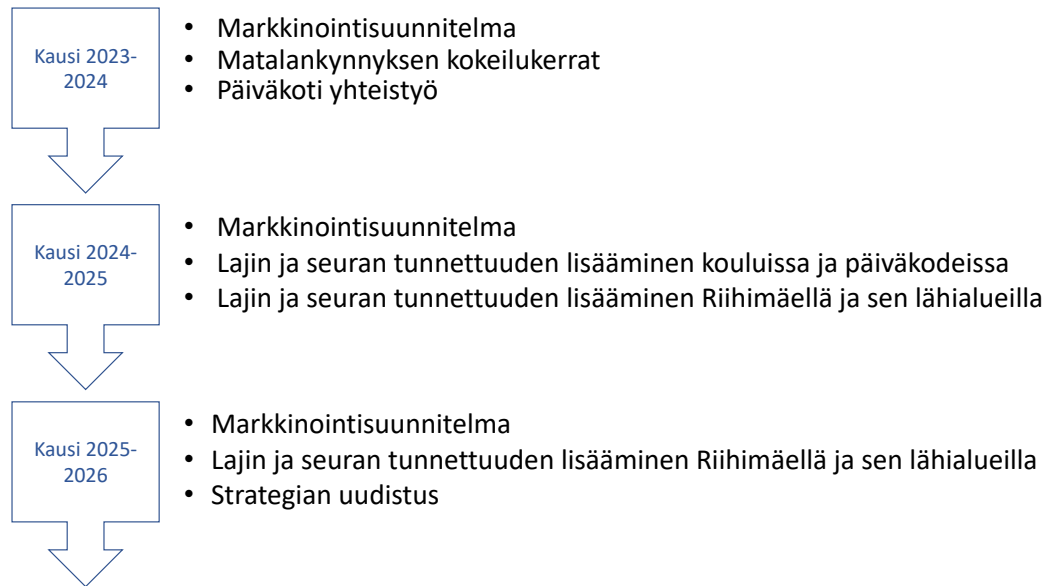 Kausi 2023-
2024
• Markkinointisuunnitelma
• Matalankynnyksen kokeilukerrat
• Päiväkoti yhteistyö
Kausi 2024-
2025
• Markkinointisuunnitelma
• Lajin ja seuran tunnettuuden lisääminen kouluissa ja päiväkodeissa
• Lajin ja seuran tunnettuuden lisääminen Riihimäellä ja sen lähialueilla
Kausi 2025-
2026
• Markkinointisuunnitelma
• Lajin ja seuran tunnettuuden lisääminen Riihimäellä ja sen lähialueilla
• Strategian uudistus